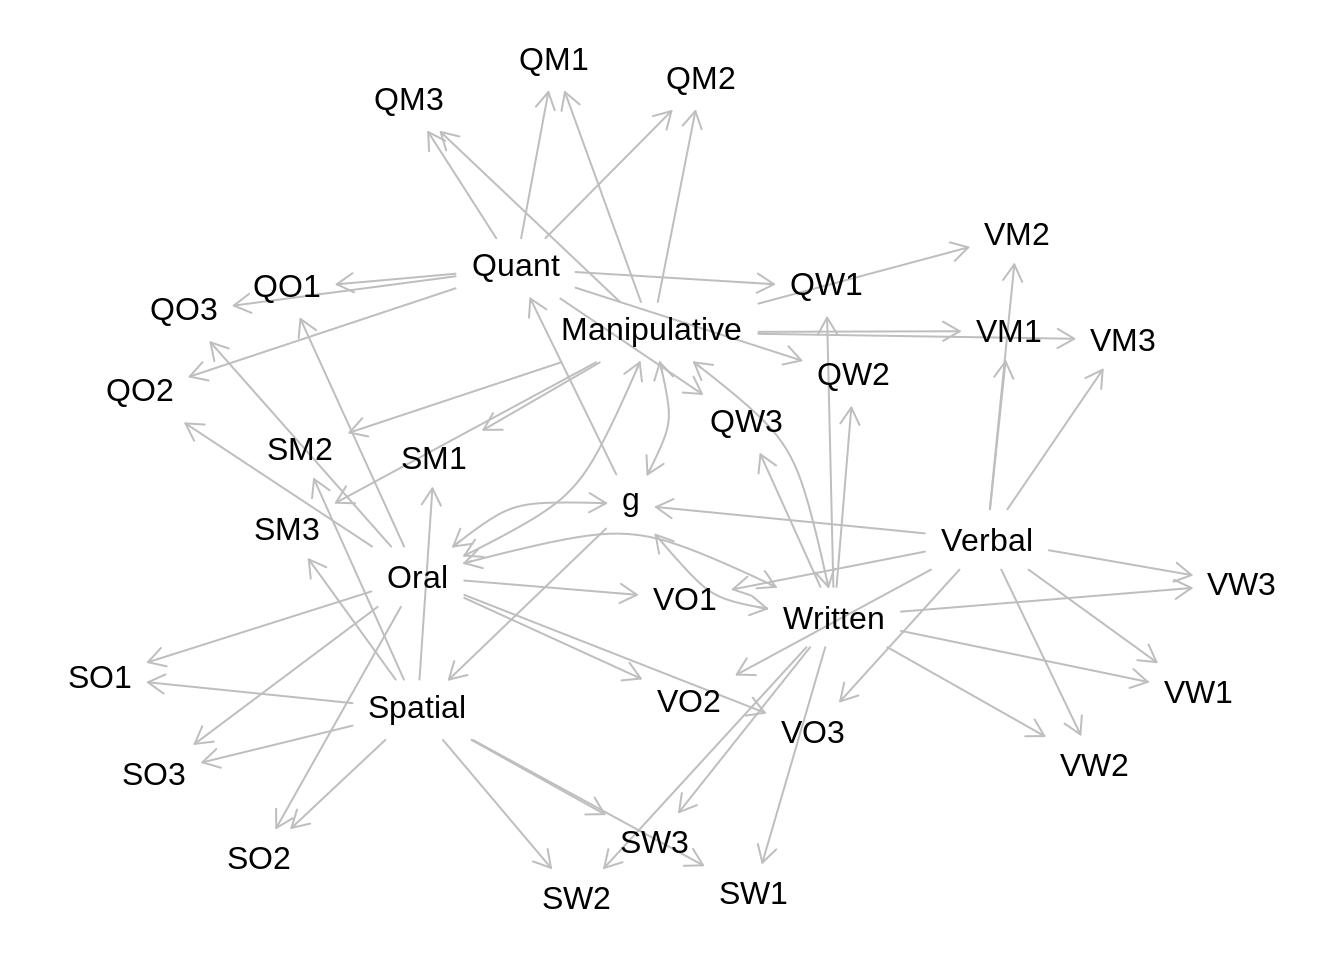 QM1
QM2
QM3
VM2
Quant
QO1
QW1
QO3
Manipulative
VM1
VM3
QW2
QO2
QW3
SM2
SM1
g
SM3
Verbal
Oral
VO1
VW3
Written
SO1
VW1
Spatial
VO2
VO3
VW2
SO3
SW3
SO2
SW1
SW2